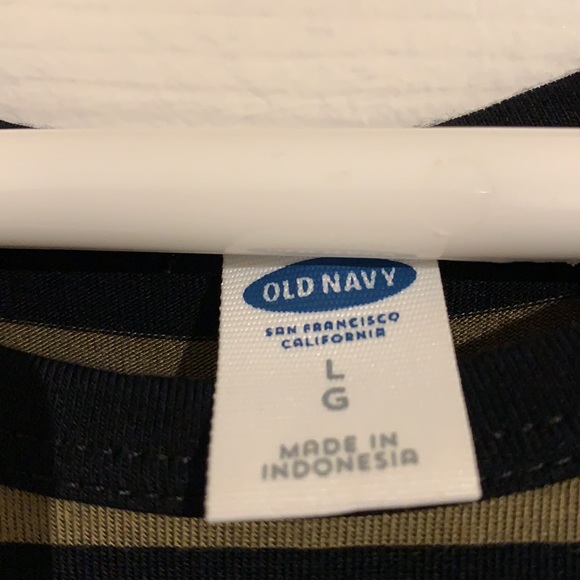 OLD NAVY
SAN FRANCISCO
CALIFORNIA
L
G
MADE IN
INDONESIA